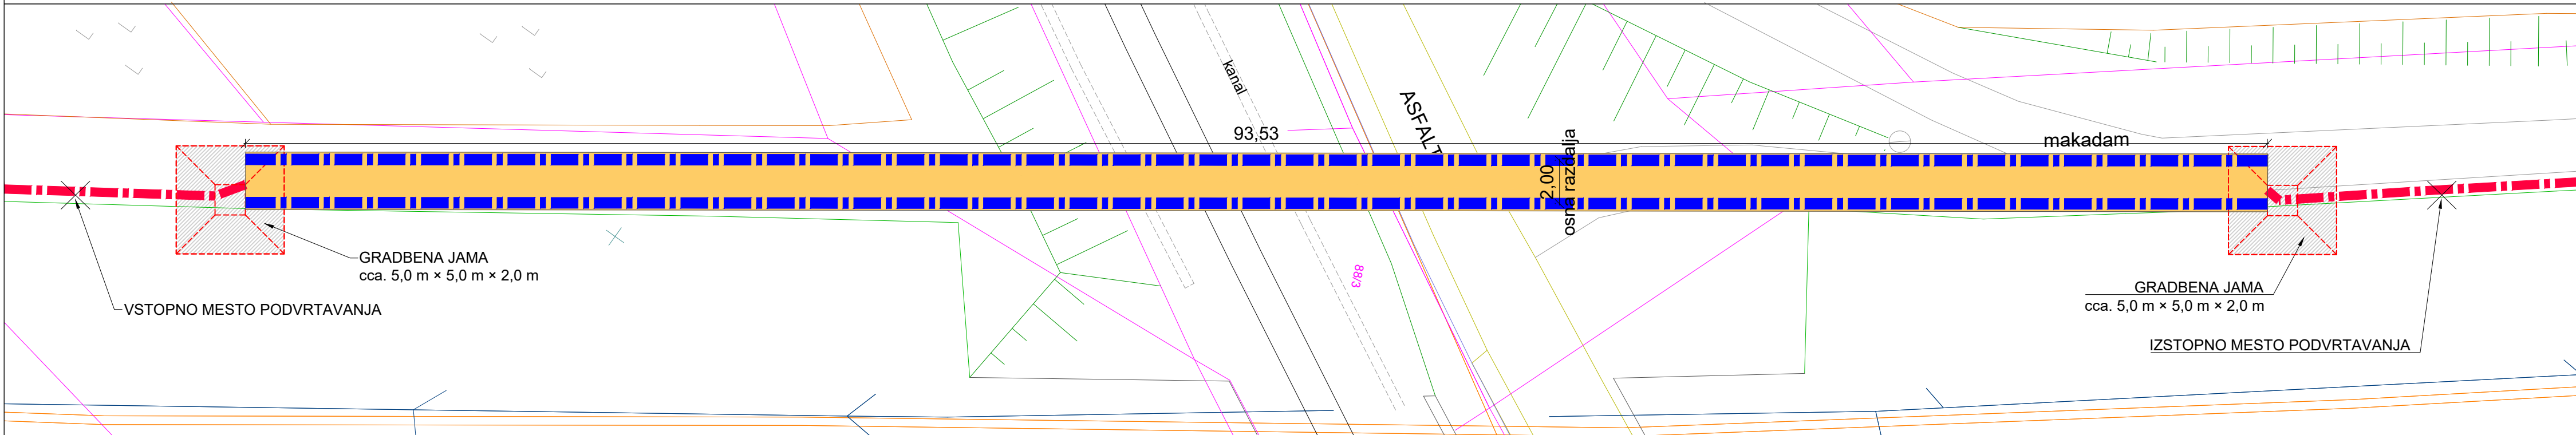 kanal
ASFALT
93,53
makadam
2,00
osna razdalja
GRADBENA JAMA
cca. 5,0 m × 5,0 m × 2,0 m
VSTOPNO MESTO PODVRTAVANJA
88/3
GRADBENA JAMA
cca. 5,0 m × 5,0 m × 2,0 m
IZSTOPNO MESTO PODVRTAVANJA